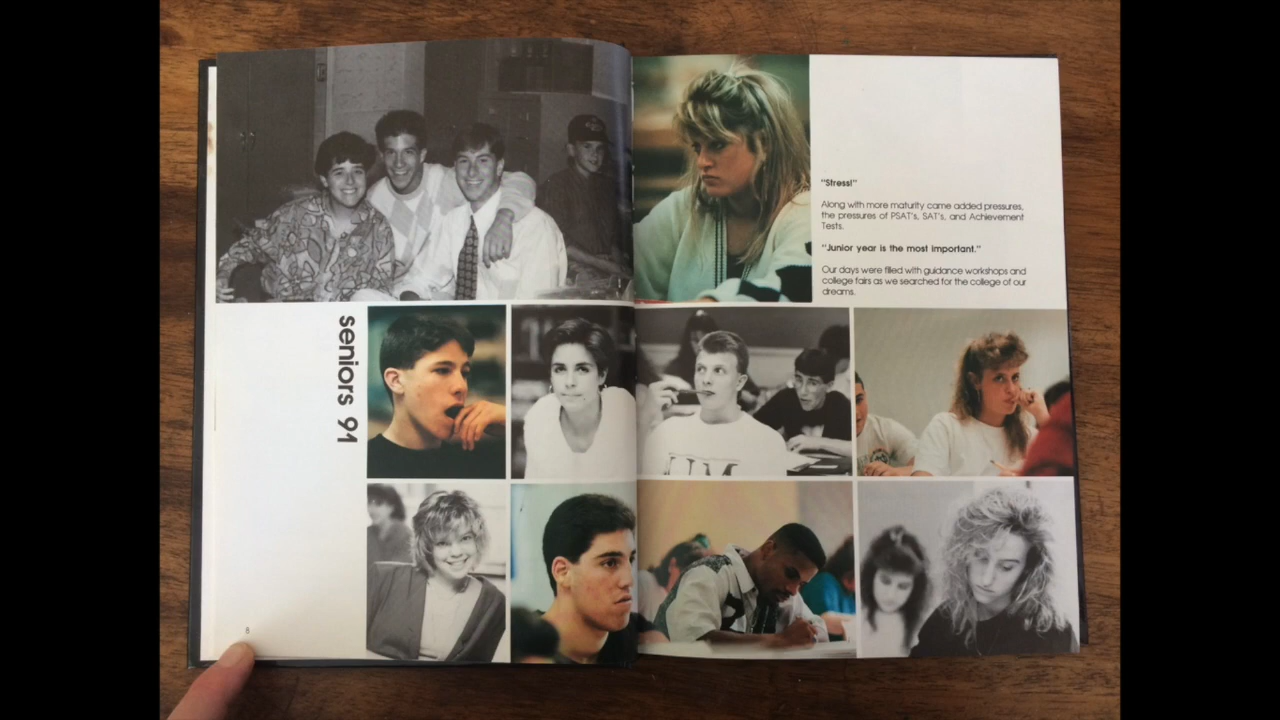 seniors 91
8
"Stress!"
Along with more maturity came added pressures,
the pressures of PSAT's, SAT's, and Achievement
Tests.
"Junior year is the most important."
Our days were filled with guidance workshops and
college fairs as we searched for the college of our
dreams.